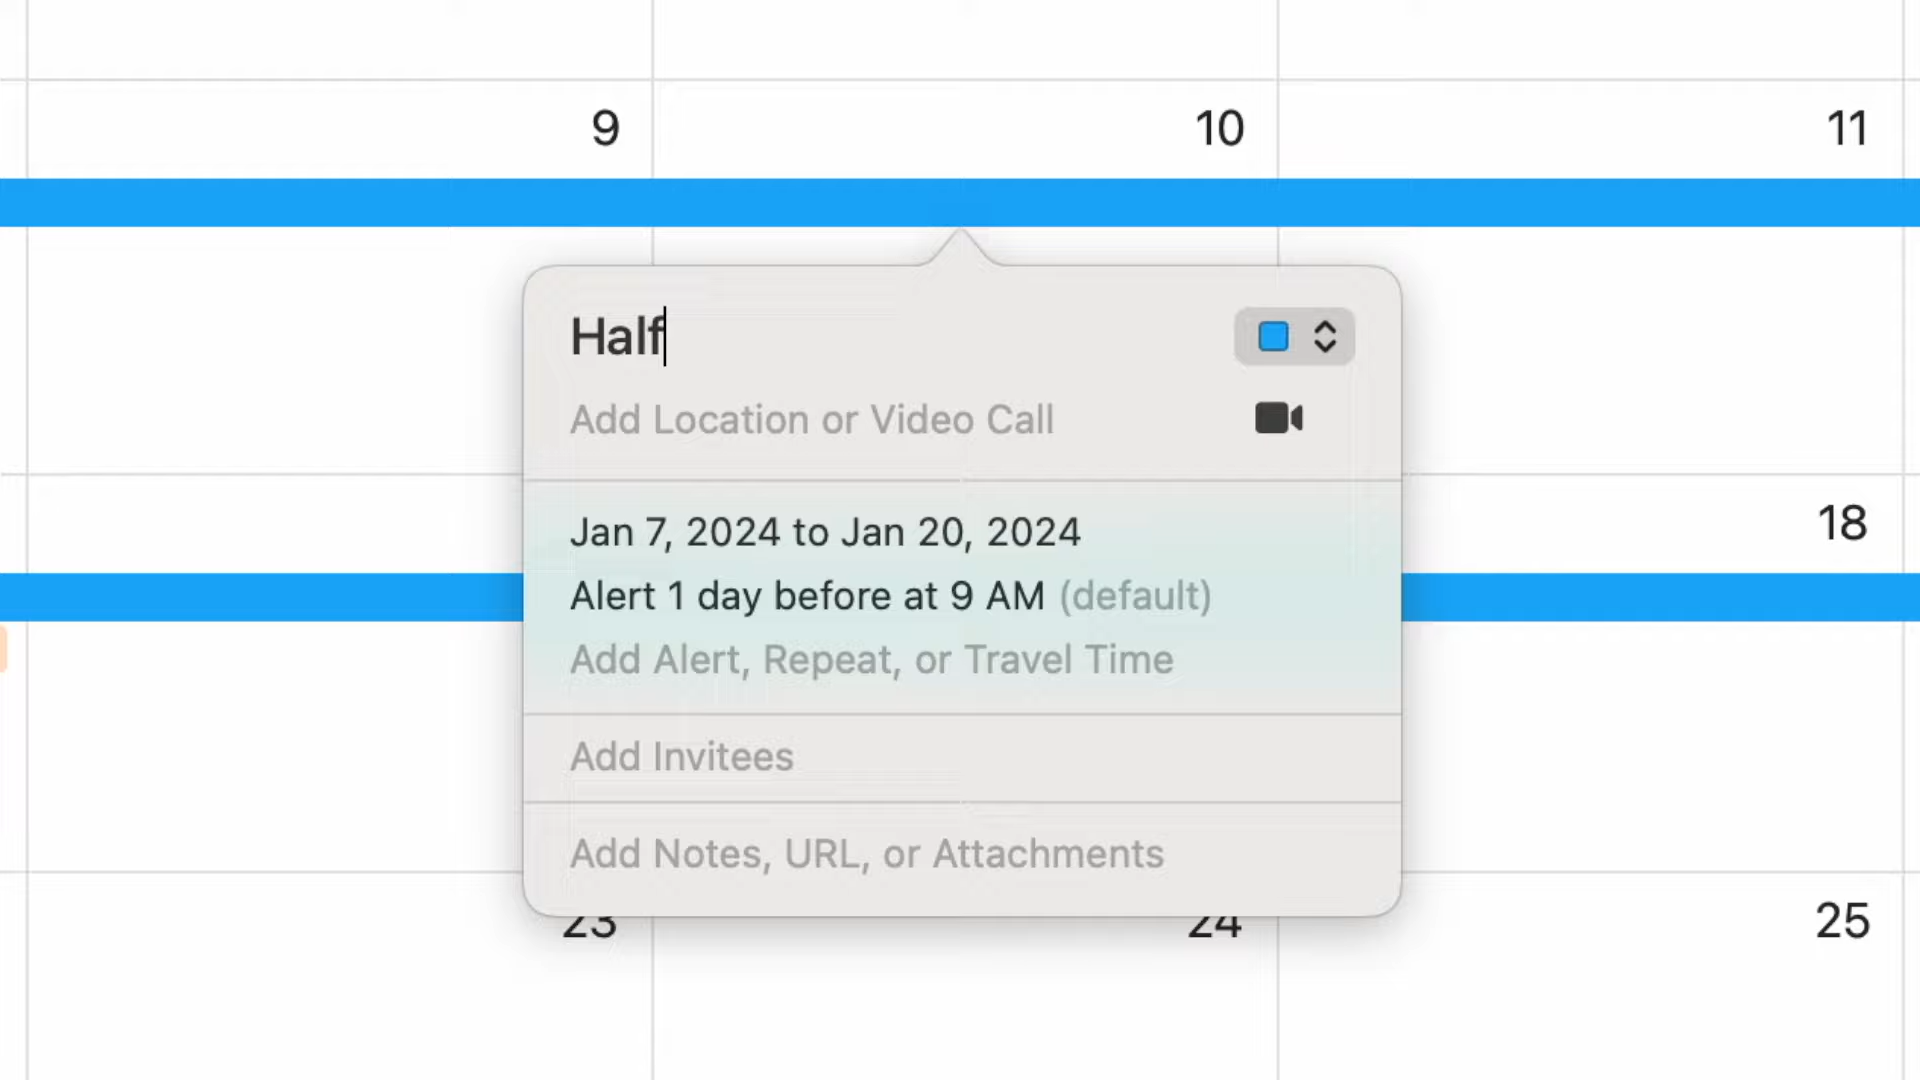 9
10
11
Half
Add Location or Video Call
Jan 7, 2024 to Jan 20, 2024
18
Alert 1 day before at 9 AM (default)
Add Alert, Repeat, or Travel Time
Add Invitees
Add Notes, URL, or Attachments
23
24
25